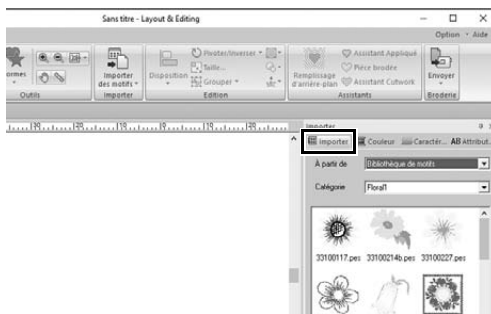 Sans titre - Layout & Editing
Option Aide
ormes
Outils
Importer des motifs
Importer
Disposition
Pivoter/Inverser
Taille...
Grouper
Edition
Remplissage d'arrière-plan
Assistant Appliqué
Pièce brodée
Assistant Cutwork
Assistants
Envoyer
Broderie
Importer
Importer Couleur Caractér... AB Attribut...
À partir de Bibliothèque de motifs
Catégorie Floral1
33100117.pes 33100214b.pes 33100227.pes